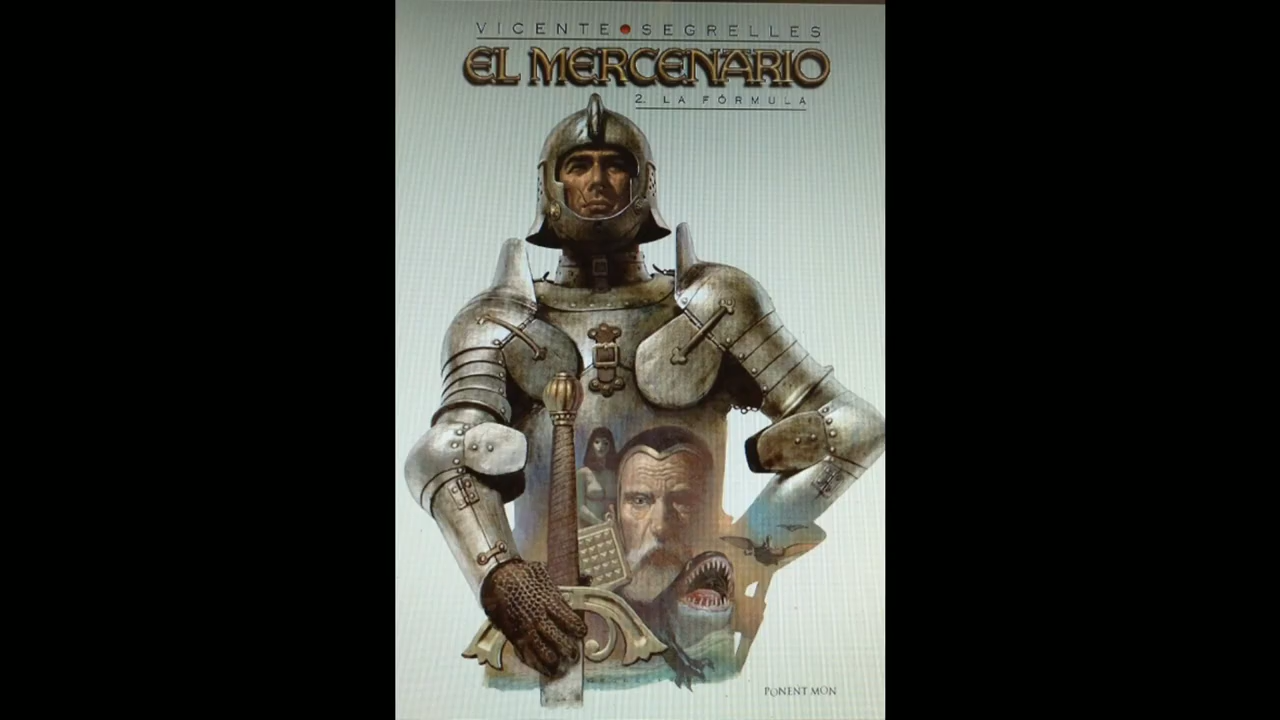 VICENTE SEGRELLES
EL MERCENARIO
2. LA FÓRMULA
PONENT MON